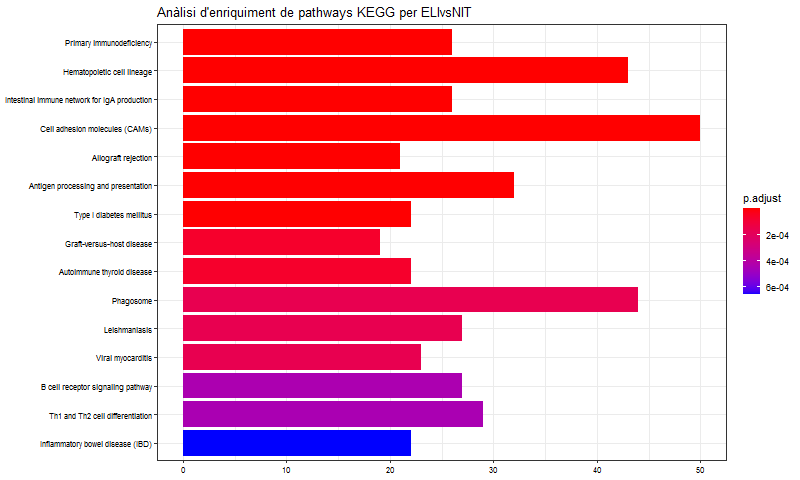 Anàlisi d'enriquiment de pathways KEGG per ELIvsNIT
Primary immunodeficiency
Hematopoietic cell lineage
Intestinal immune network for IgA production
Cell adhesion molecules (CAMs)
Allograft rejection
Antigen processing and presentation
Type I diabetes mellitus
Graft-versus-host disease
Autoimmune thyroid disease
Phagosome
Leishmaniasis
Viral myocarditis
B cell receptor signaling pathway
Th1 and Th2 cell differentiation
Inflammatory bowel disease (IBD)
0 10 20 30 40 50
p.adjust
2e-04
4e-04
6e-04